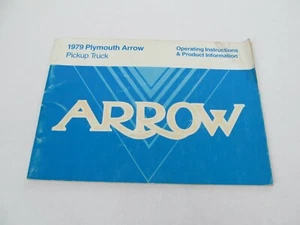 1979 Plymouth Arrow
Pickup Truck
Operating Instructions
& Product Information
ARROW